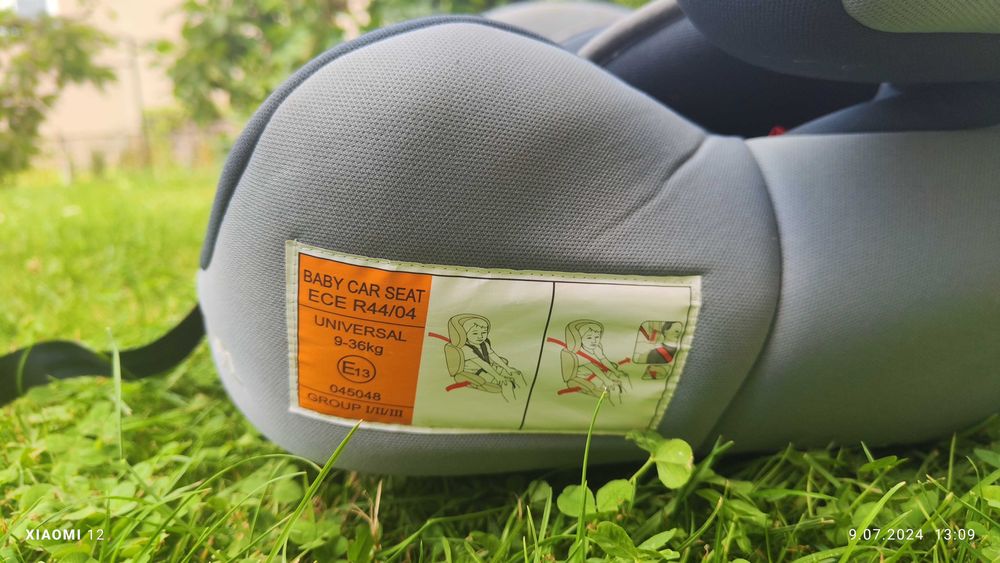 BABY CAR SEAT
ECE R44/04
UNIVERSAL
9-36kg
E13
045048
GROUP I/II/III
XIAOMI 12
9.07.2024 13:09